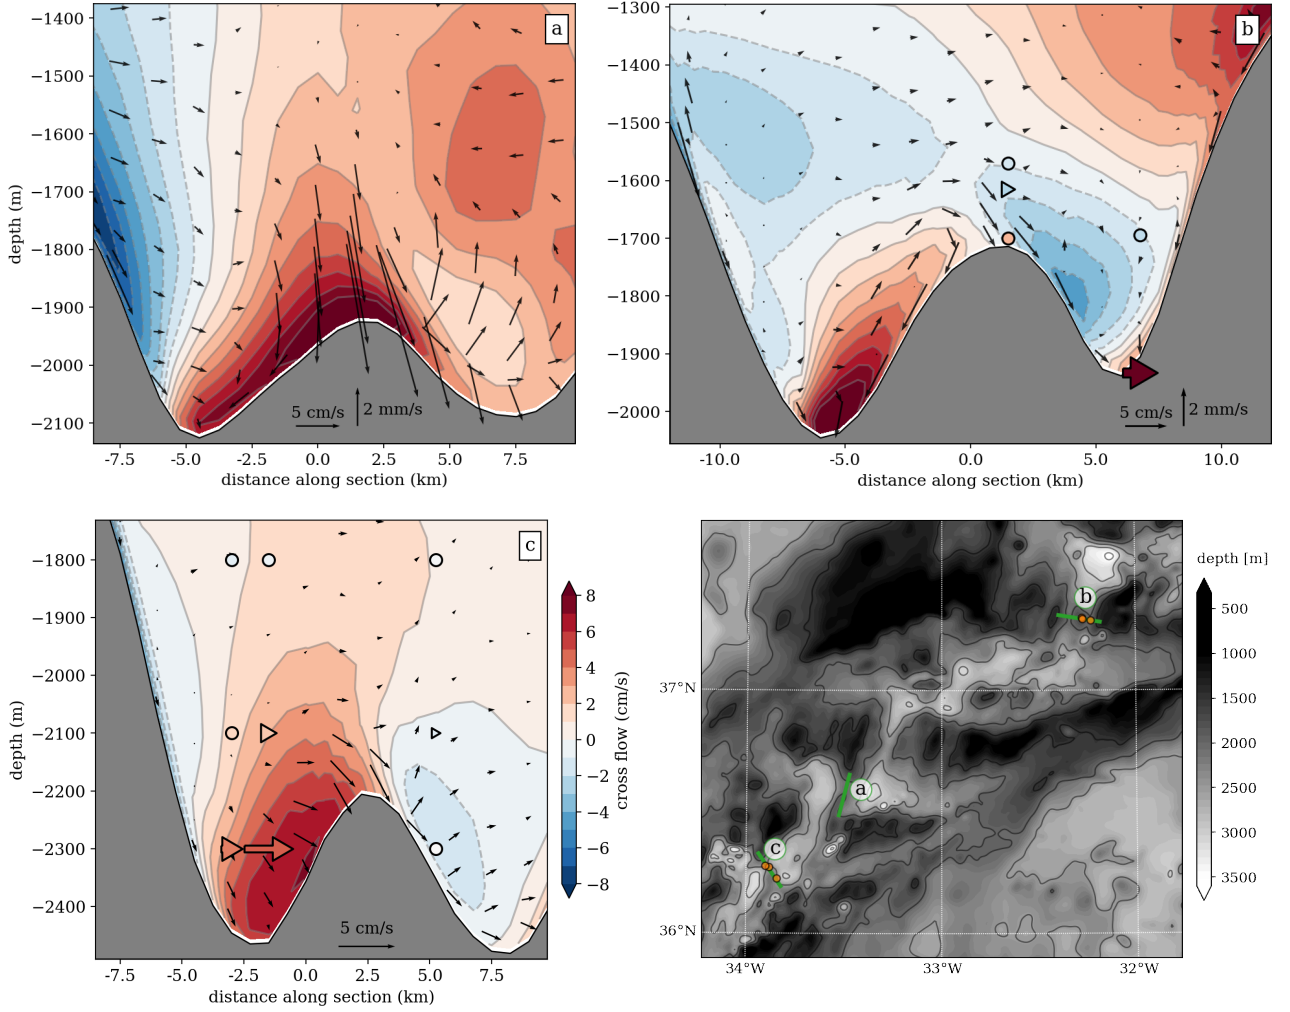 a
−1400
−1500
−1600
−1700
−1800
−1900
−2000
−2100
depth (m)
5 cm/s
2 mm/s
-7.5 -5.0 -2.5 0.0 2.5 5.0 7.5
distance along section (km)
b
−1300
−1400
−1500
−1600
−1700
−1800
−1900
−2000
5 cm/s
2 mm/s
-10.0 -5.0 0.0 5.0 10.0
distance along section (km)
c
−1800
−1900
−2000
−2100
−2200
−2300
−2400
depth (m)
5 cm/s
-7.5 -5.0 -2.5 0.0 2.5 5.0 7.5
distance along section (km)
8
6
4
2
0
−2
−4
−6
−8
cross flow (cm/s)
b
a
c
37°N
36°N
34°W 33°W 32°W
depth [m]
500
1000
1500
2000
2500
3000
3500